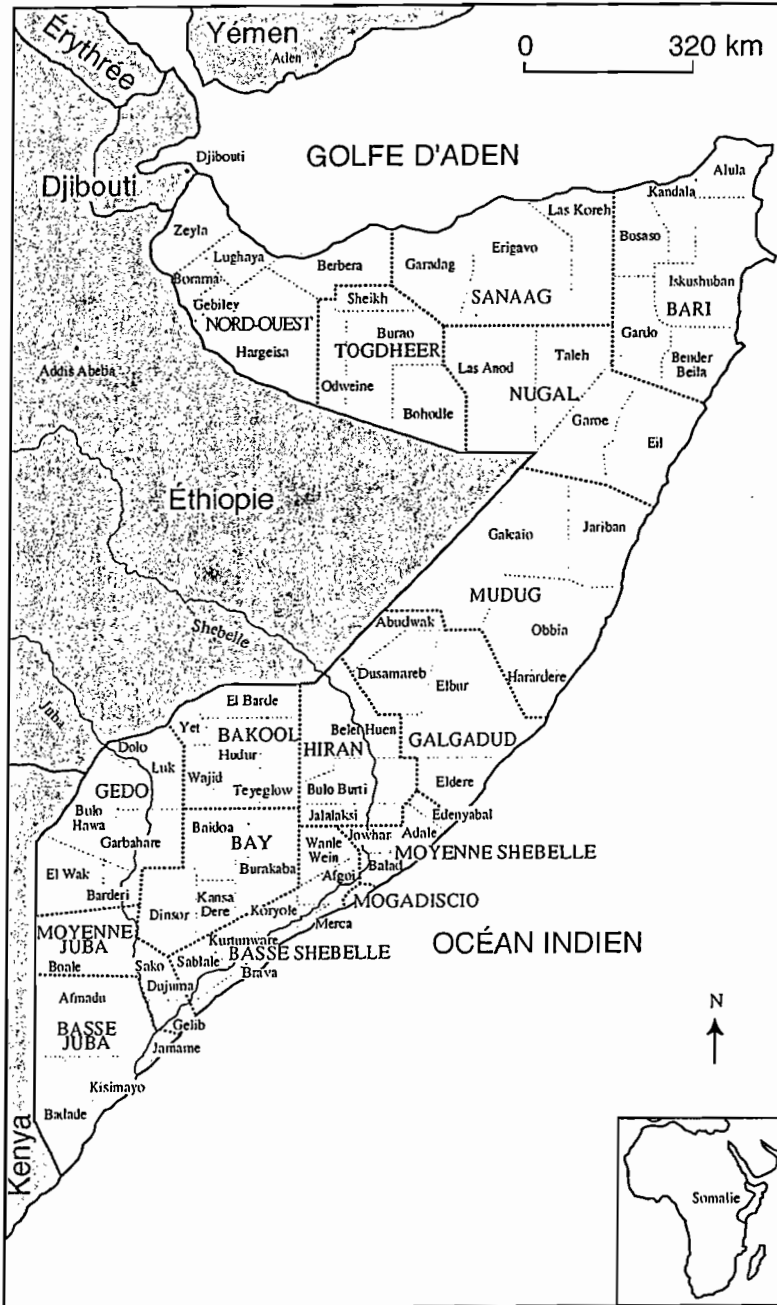 Érythrée
Yémen
Aden
0 320 km
Djibouti
GOLFE D'ADEN
Djibouti
Alula
Kandala
Las Koreh
Zeyla
Bosaso
Lughaya
Erigavo
Berbera
Garadag
Borama
Iskushuban
Sheikh
SANAAG
Gebiley
BARI
NORD-OUEST
Burao
Gardo
TOGDHEER
Hargeisa
Las Anod
Taleh
Bender
Beila
Addis Abeba
Odweine
NUGAL
Bohodle
Garoe
Eil
Éthiopie
Galcaio
Jariban
MUDUG
Shebelle
Abudwak
Obbia
Dusamareb
Harardere
Elbur
Juba
El Barde
Yet
BAKOOL
Belet Huen
HIRAN
GALGADUD
Dolo
Hudur
Luk
Wajid
Eldere
GEDO
Teyeglow
Bulo Burti
Bulo
Hawa
Jalalaksi
Edenyabal
Baidoa
Jowhar
Adale
Garbahare
BAY
Wanle
Wein
MOYENNE SHEBELLE
Burakaba
Balad
El Wak
Afgoi
Barderi
Kansa
Dere
MOGADISCIO
Dinsor
Koryole
MOYENNE
JUBA
Merca
Kurtunware
OCÉAN INDIEN
BASSE SHEBELLE
Sako
Sablale
Boale
Brava
Dujuma
Afmadu
N
BASSE
JUBA
Gelib
Jamame
Kisimayo
Badade
Kenya
Somalie